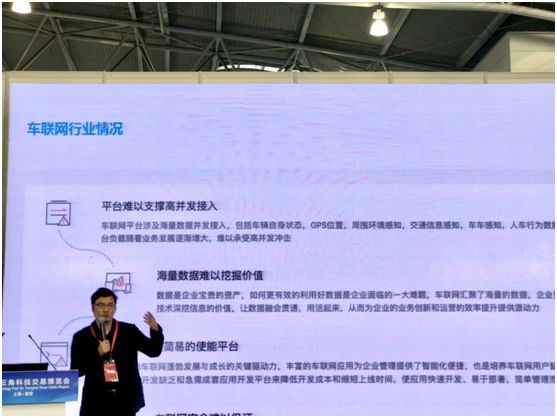 车联网行业情况
平台难以支撑高并发接入
车联网平台涉及海量数据并发接入，包括车辆自身状态，GPS位置，周围环境感知，交通信息感知，车车感知，人车行为数据
台负载随着业务发展逐渐增大，难以承受高并发冲击
海量数据难以挖掘价值
数据是企业宝贵的资产，如何更有效的利用好数据是企业面临的一大难题，车联网汇聚了海量的数据，企业
技术深挖信息的价值，让数据融会贯通，用活起来，从而为企业的业务创新和运营的效率提升提供源动力
简易的使能平台
联网蓬勃发展与成长的关键驱动力，丰富的车联网应用为企业管理提供了智能化便捷，也是培养车联网用户
开发缺乏和急需成套应用开发平台来降低开发成本和缩短上线时间，使应用快速开发、易于部署，简单管理
三角科技交易博览会